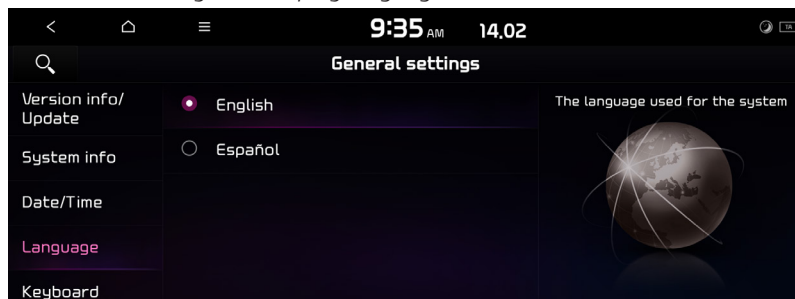 9:35 AM 14.02 TA
General settings
Version info/
Update
System info
Date/Time
Language
Keyboard
English
Español
The language used for the system